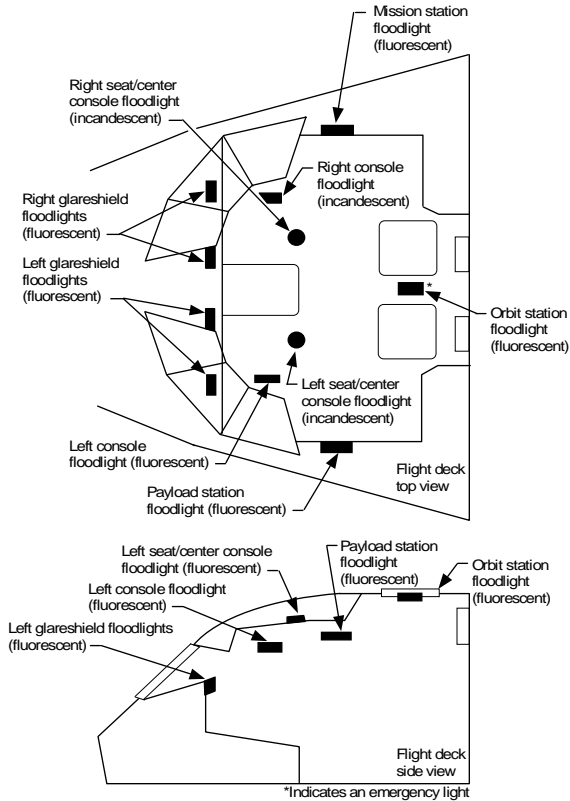 Mission station
floodlight
(fluorescent)
Right seat/center
console floodlight
(incandescent)
Right console
floodlight
(incandescent)
Right glareshield
floodlights
(fluorescent)
Left glareshield
floodlights
(fluorescent)
*
Orbit station
floodlight
(fluorescent)
Left seat/center
console floodlight
(incandescent)
Left console
floodlight (fluorescent)
Payload station
floodlight (fluorescent)
Flight deck
top view
Left seat/center console
floodlight (fluorescent)
Payload station
floodlight
(fluorescent)
Orbit station
floodlight
(fluorescent)
Left console floodlight
(fluorescent)
Left glareshield floodlights
(fluorescent)
Flight deck
side view
*Indicates an emergency light